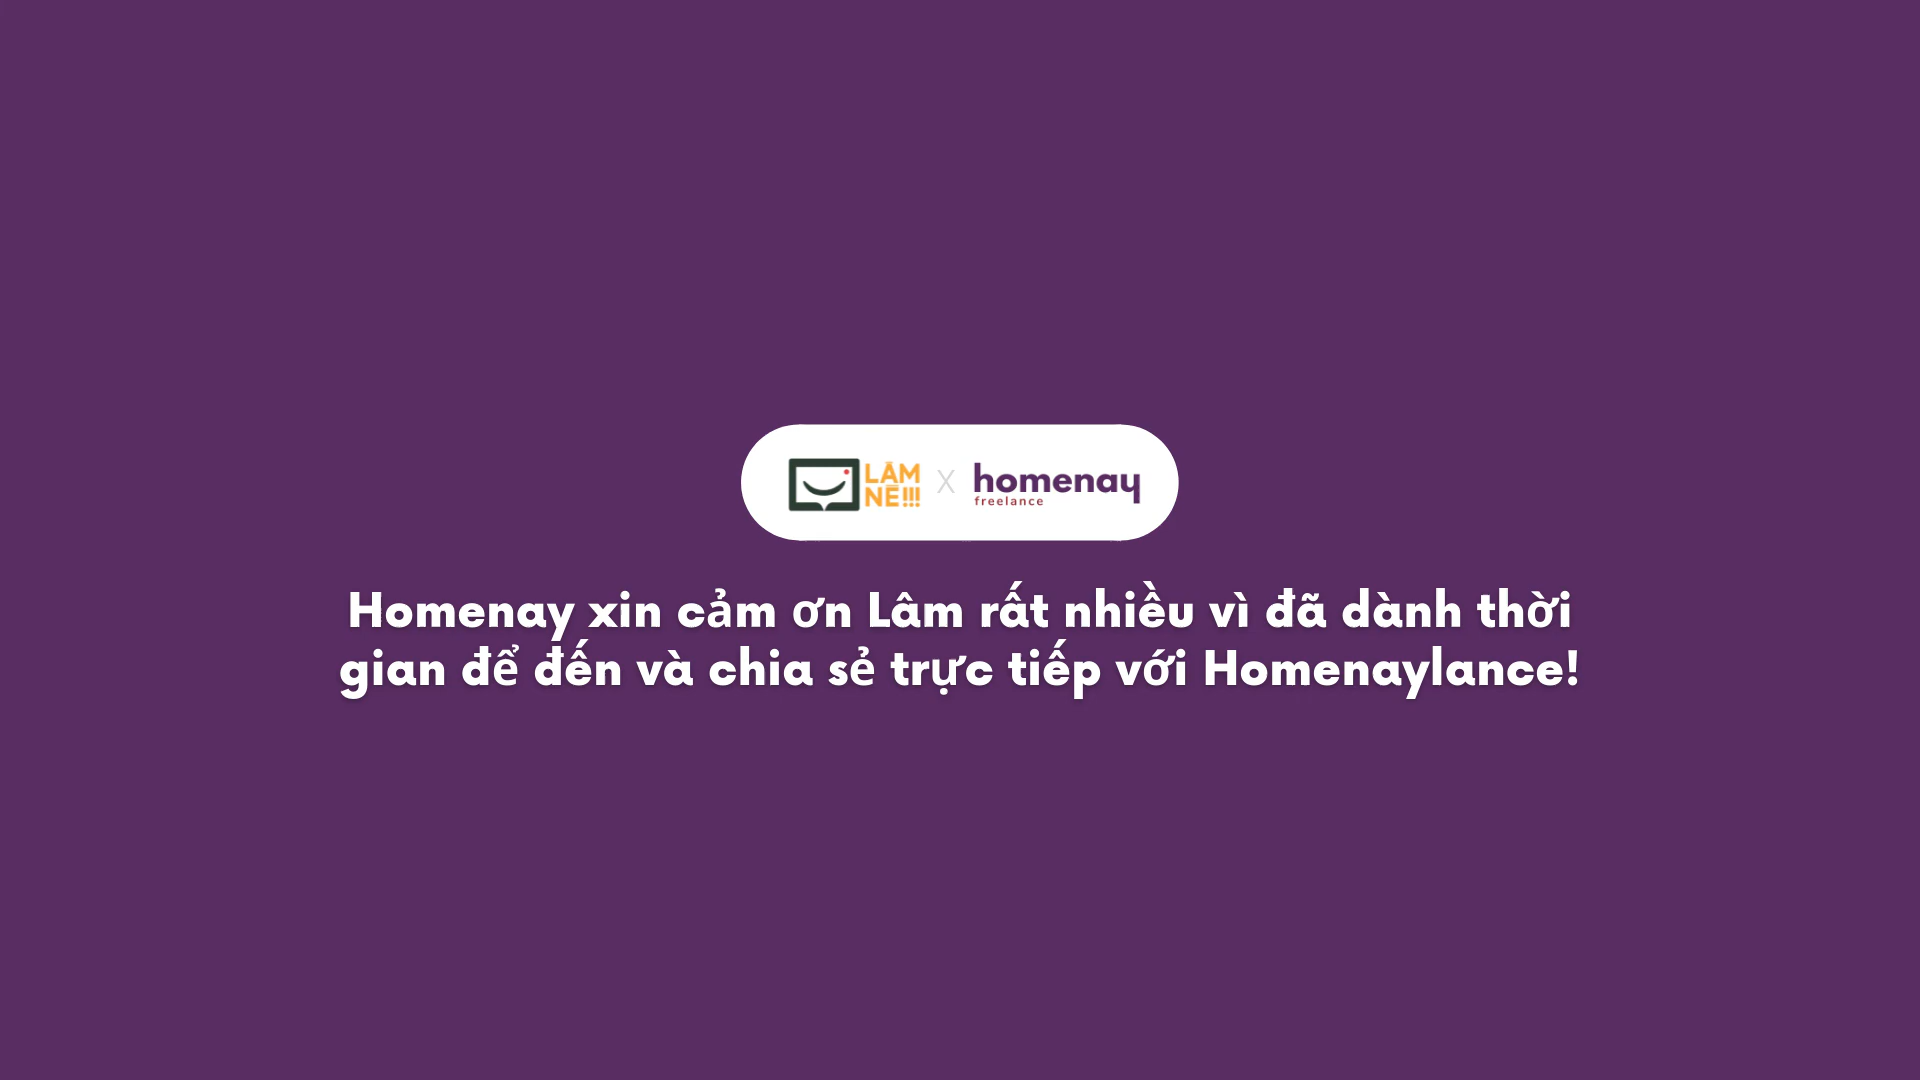 LÂM
NÈ!!!
X
homenay
freelance
Homenay xin cảm ơn Lâm rất nhiều vì đã dành thời
gian để đến và chia sẻ trực tiếp với Homenaylance!